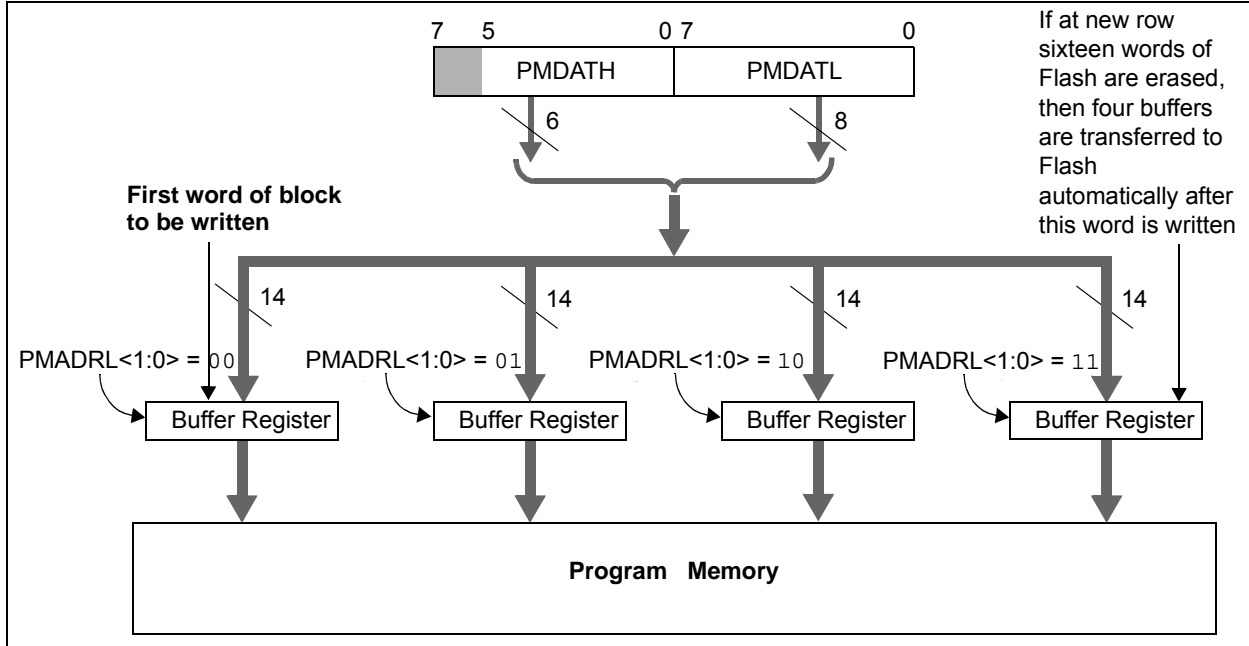 7 5 0 7 0
PMDATH PMDATL
6 8
If at new row
sixteen words of
Flash are erased,
then four buffers
are transferred to
Flash
automatically after
this word is written
First word of block
to be written
14 14 14 14
PMADRL<1:0> = 00 PMADRL<1:0> = 01 PMADRL<1:0> = 10 PMADRL<1:0> = 11
Buffer Register Buffer Register Buffer Register Buffer Register
Program Memory